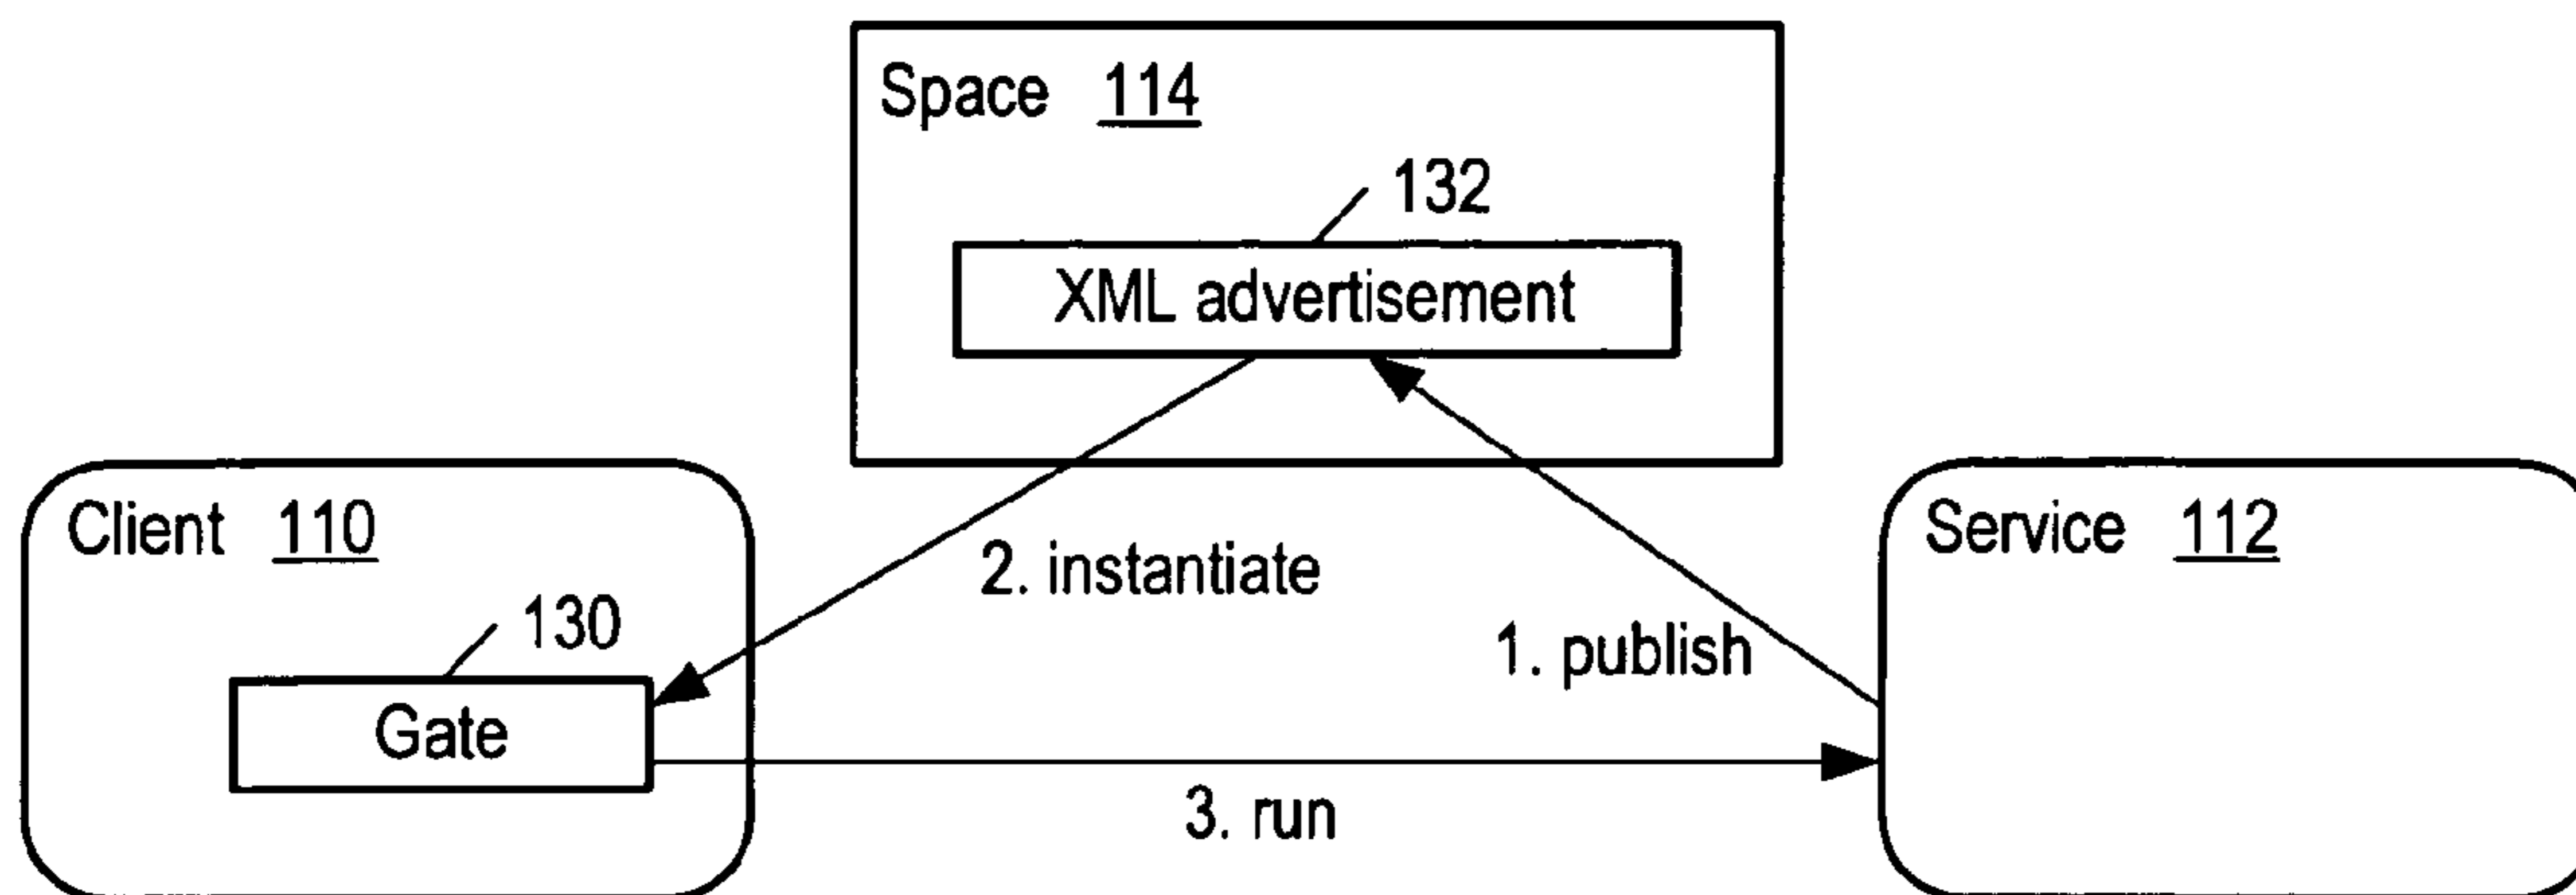 Space 114
132
XML advertisement
Client 110
2. instantiate
Service 112
130
1. publish
Gate
3. run